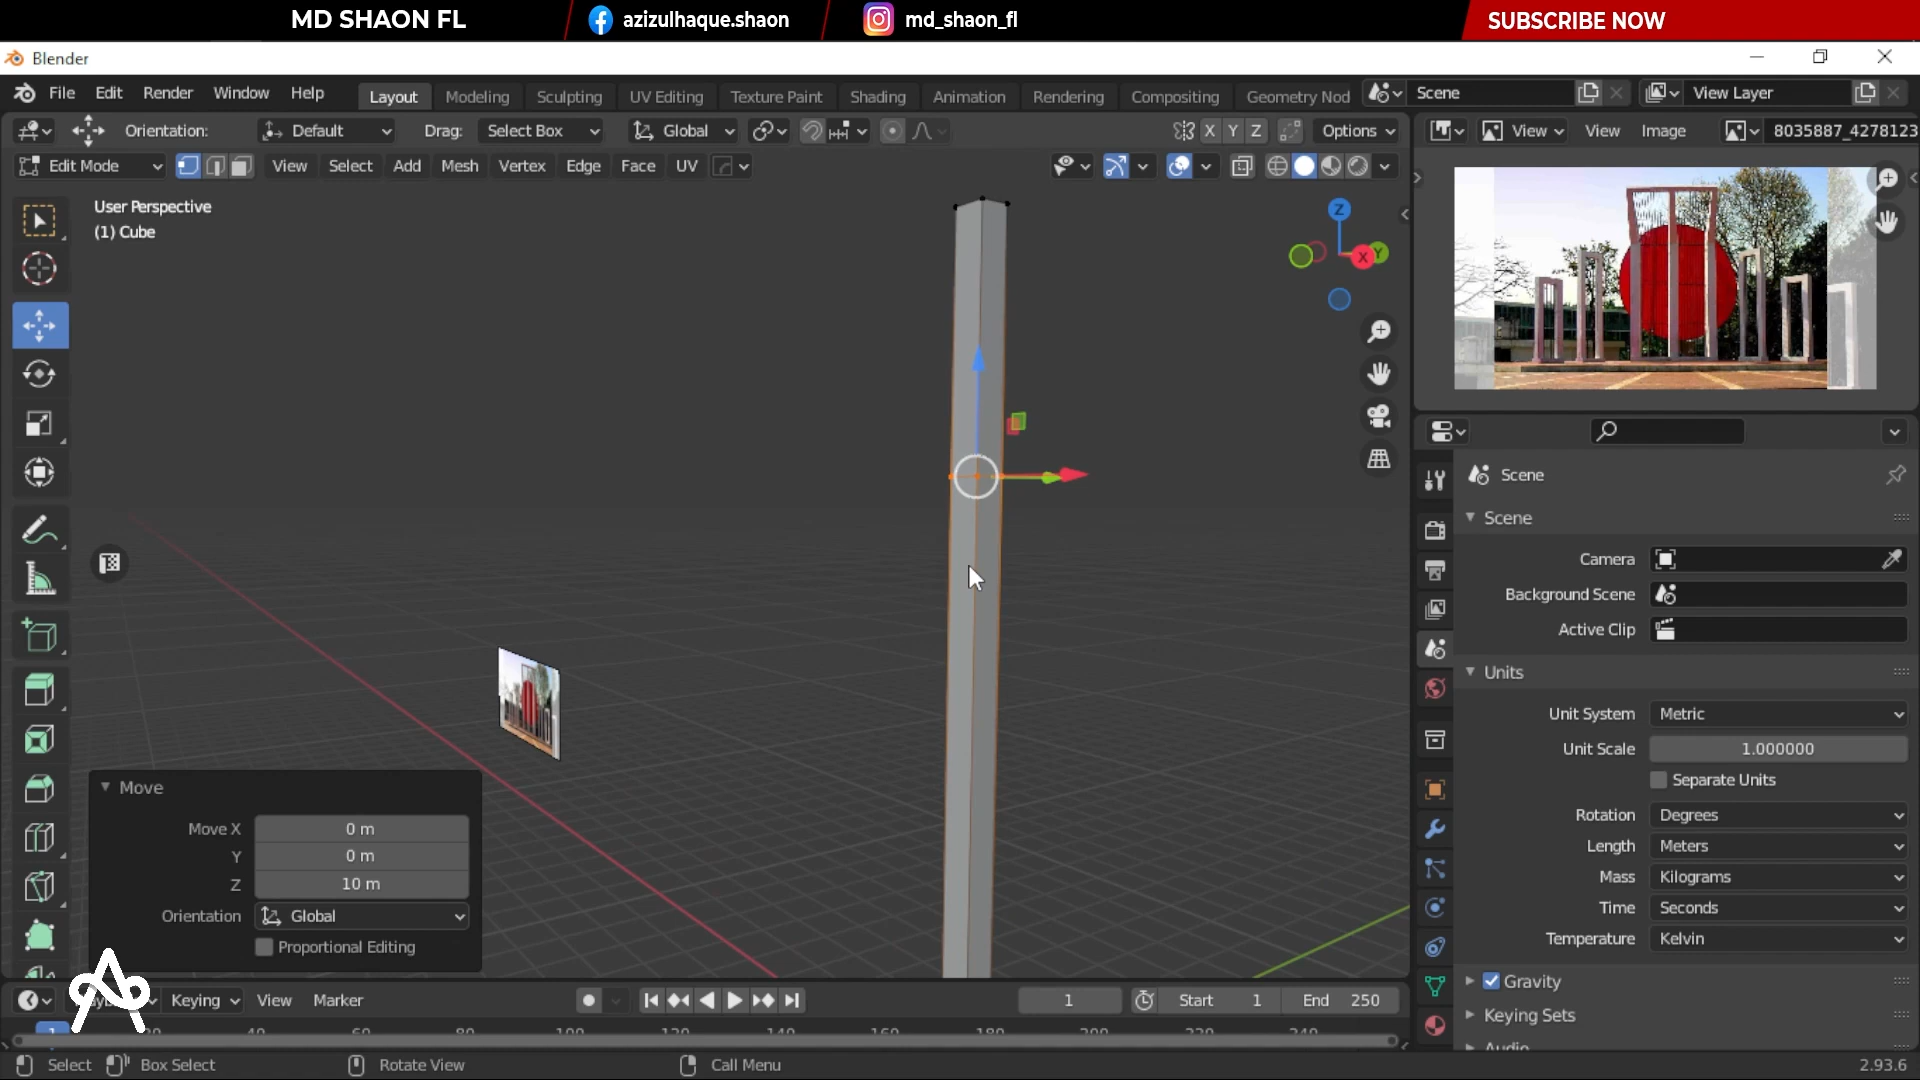 MD SHAON FL azizulhaque.shaon md_shaon_fl SUBSCRIBE NOW
Blender
File Edit Render Window Help Layout Modeling Sculpting UV Editing Texture Paint Shading Animation Rendering Compositing Geometry Nod Scene View Layer
Orientation: Default Drag: Select Box Global X Y Z Options View View Image 8035887_4278123
Edit Mode View Select Add Mesh Vertex Edge Face UV
User Perspective
(1) Cube
Z
Y
X
Scene
Scene
Camera
Background Scene
Active Clip
Units
Unit System Metric
Unit Scale 1.000000
Separate Units
Rotation Degrees
Length Meters
Mass Kilograms
Time Seconds
Temperature Kelvin
Gravity
Keying Sets
Audio
Move
Move X 0 m
Y 0 m
Z 10 m
Orientation Global
Proportional Editing
Keying View Marker 1 Start 1 End 250
1
Select Box Select Rotate View Call Menu 2.93.6